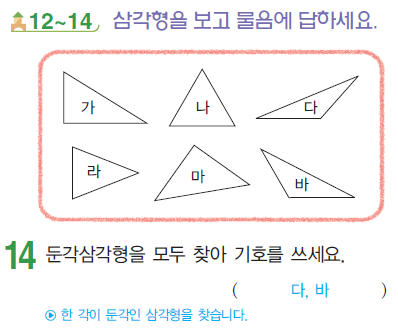 12~14 삼각형을 보고 물음에 답하세요.
가 나 다
라 마 바
14 둔각삼각형을 모두 찾아 기호를 쓰세요.
( 다, 바 )
한 각이 둔각인 삼각형을 찾습니다.